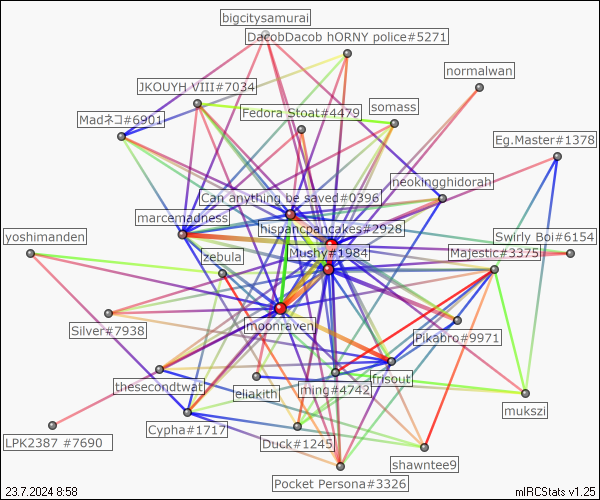 bigcitysamurai
DacobDacob hORNY police#5271
normalwan
JKOUYH VIII#7034
Fedora Stoat#4479
somass
Madネコ#6901
Eg.Master#1378
neokingghidorah
Can anything be saved#0396
marcemadness
hispancpancakes#2928
yoshimanden
Swirly Boi#6154
zebula
Mushy#1984
Majestic#3375
Silver#7938
moonraven
Pikabro#9971
thesecondtwat
eliakith
ming#4742
frisout
mukszi
Cypha#1717
LPK2387 #7690
Duck#1245
shawntee9
Pocket Persona#3326
23.7.2024 8:58
mIRCStats v1.25